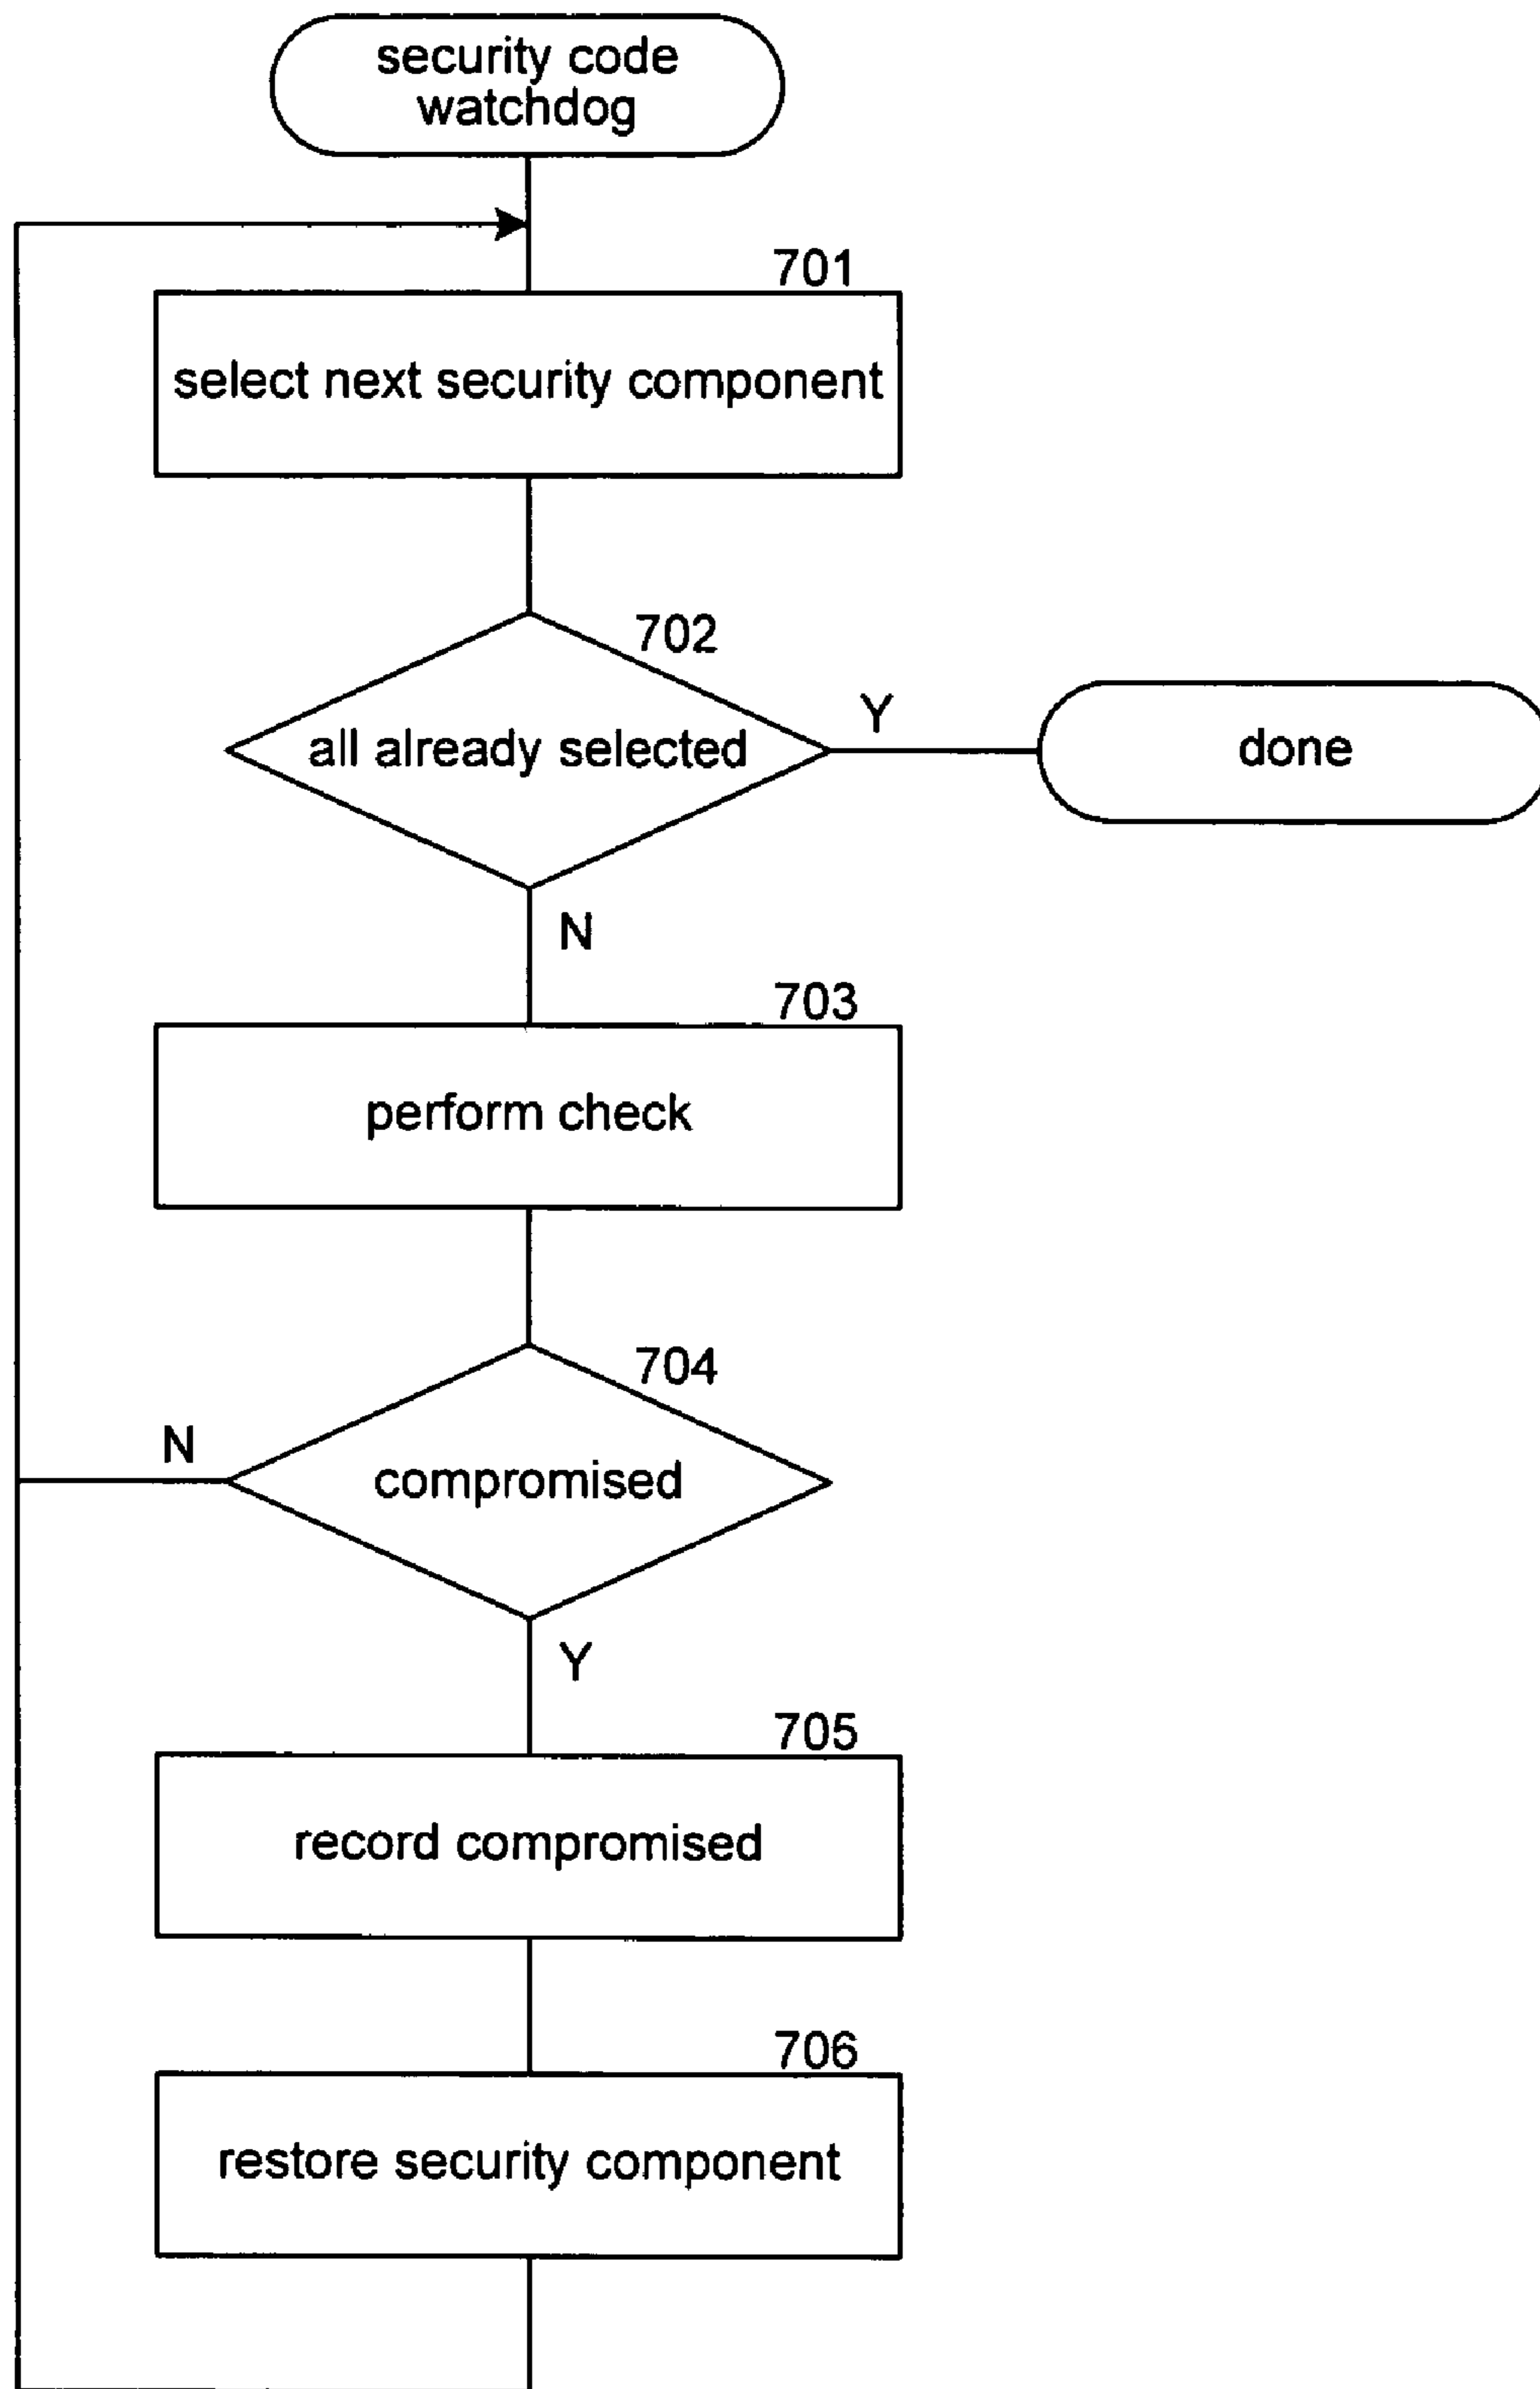 security code
watchdog
701
select next security component
702
all already selected
Y
done
N
703
perform check
704
N
compromised
Y
705
record compromised
706
restore security component